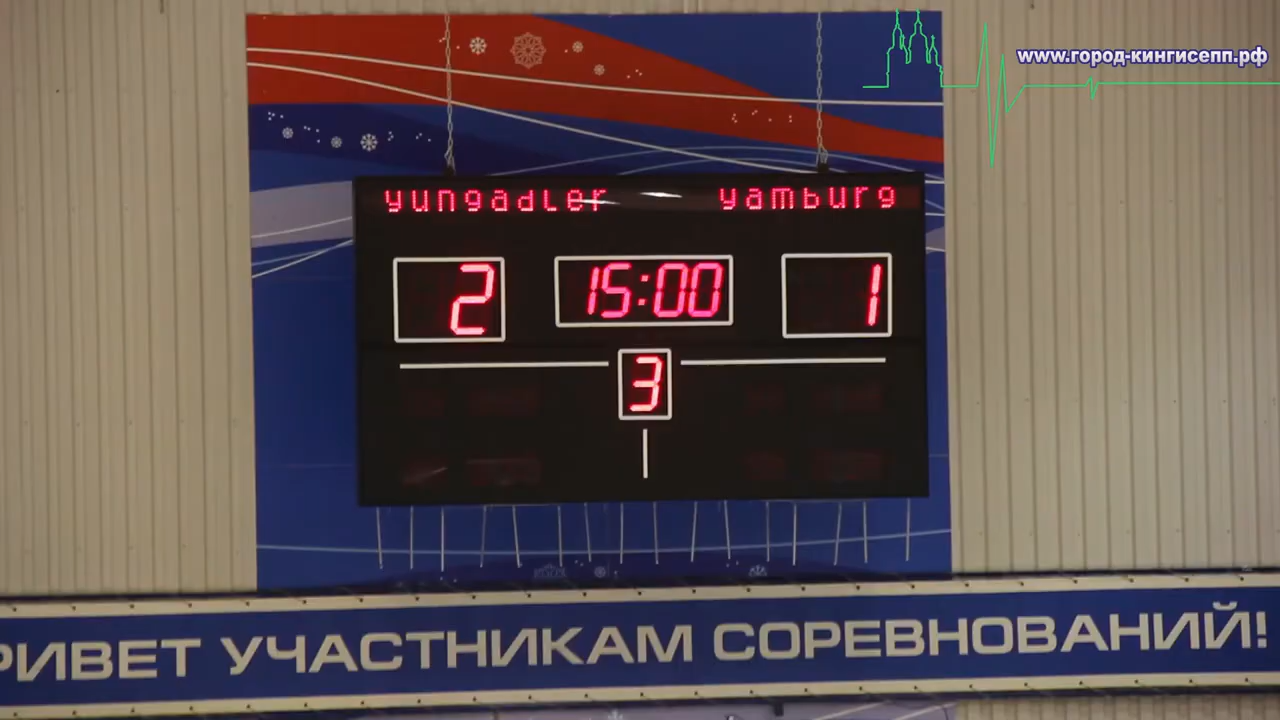 www.город-кингисепп.рф
yungadler yamburg
2 15:00 1
3
РИВЕТ УЧАСТНИКАМ СОРЕВНОВАНИЙ!